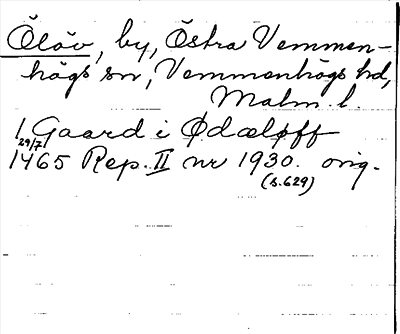 Ölöv, by, Östra Vemmen-
högs sn, Vemmenhögs hd,
Malm. l.
1 Gaard i Ødæløff
29/7
1465 Rep. II nr 1930. orig.
(s.629)